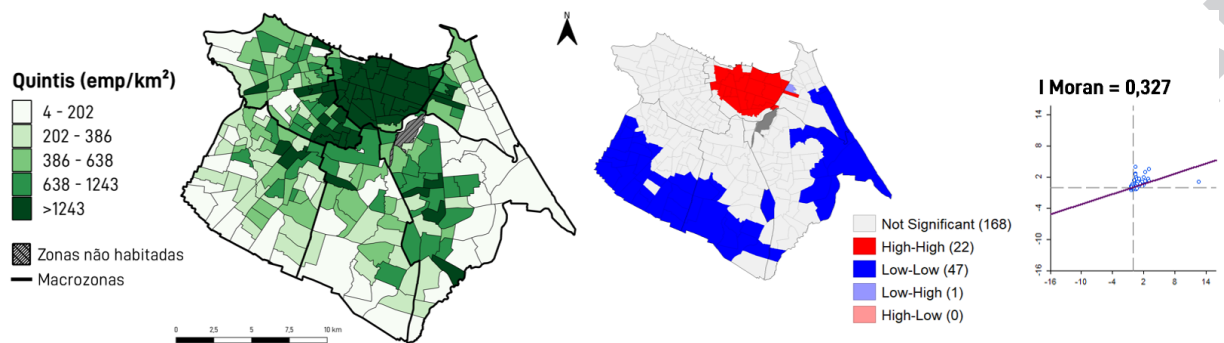 Quintis (emp/km²)
4 - 202
202 - 386
386 - 638
638 - 1243
>1243
Zonas não habitadas
Macrozonas
0 2,5 5 7,5 10 km
N
Not Significant (168)
High-High (22)
Low-Low (47)
Low-High (1)
High-Low (0)
I Moran = 0,327
14
8
2
-4
-10
-16
-16 -10 -4 2 8 14